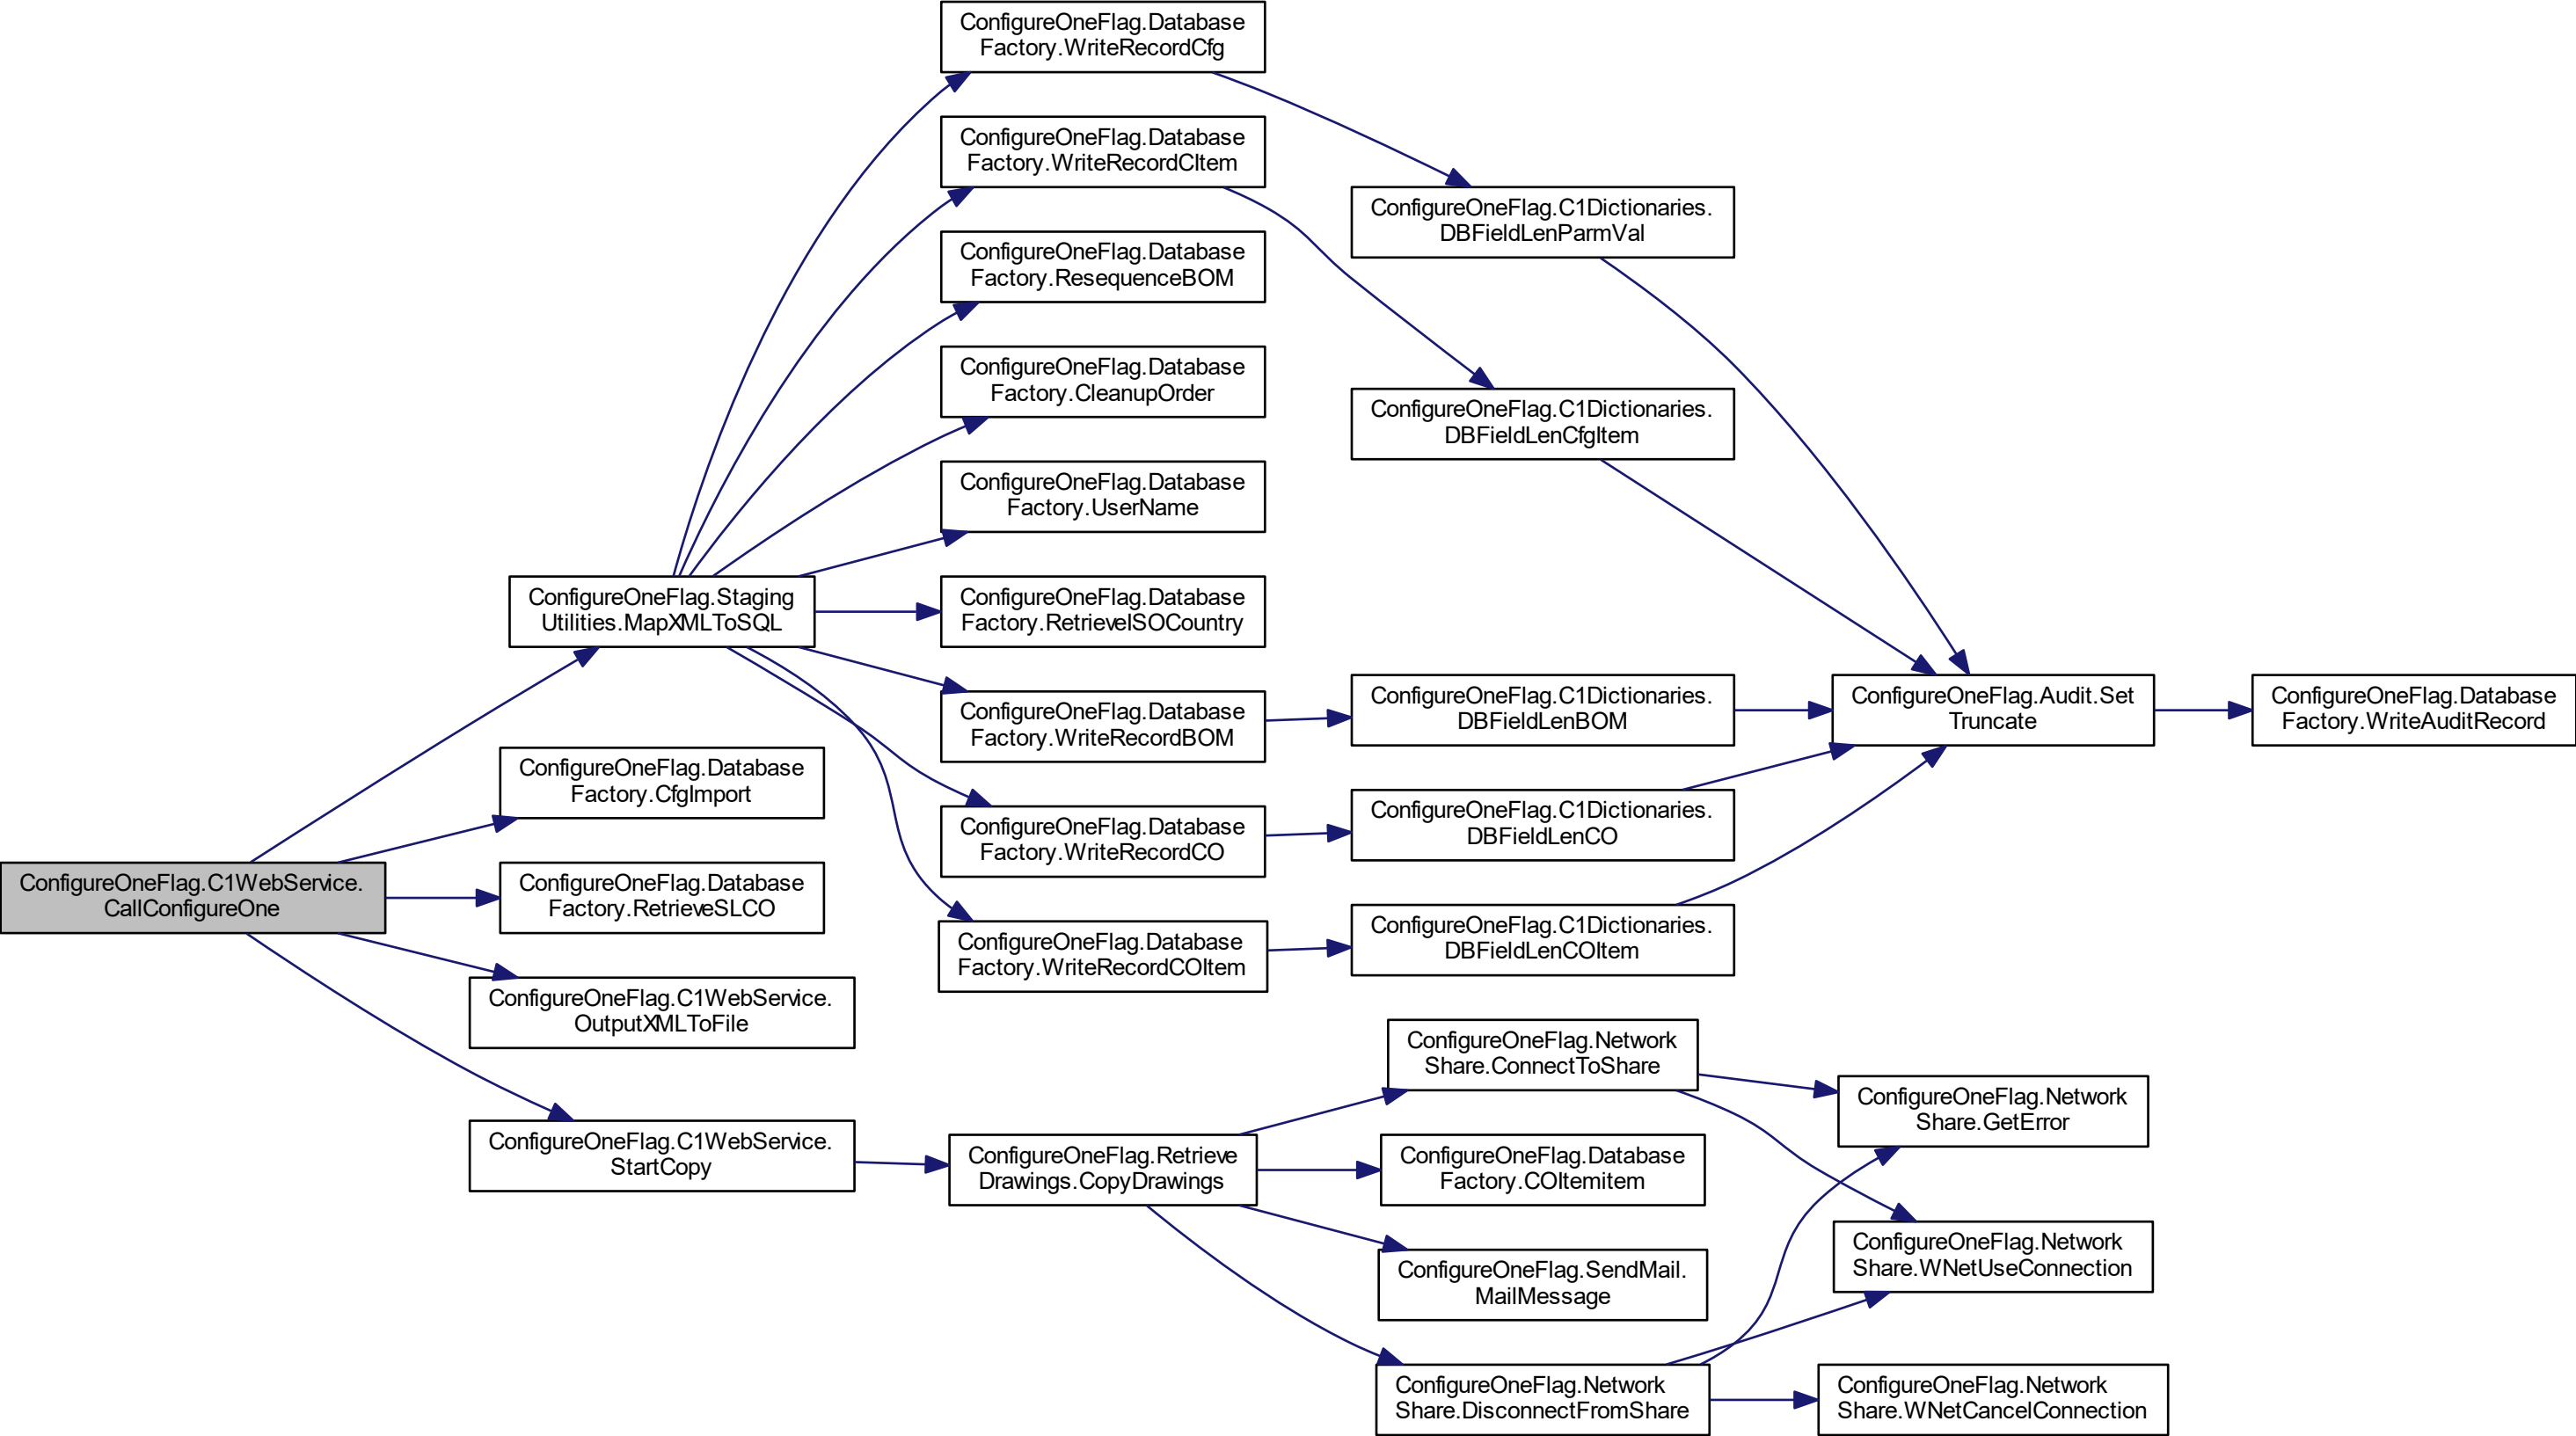 ConfigureOneFlag.C1WebService.
CallConfigureOne
ConfigureOneFlag.Staging
Utilities.MapXMLToSQL
ConfigureOneFlag.Database
Factory.CfgImport
ConfigureOneFlag.Database
Factory.RetrieveSLCO
ConfigureOneFlag.C1WebService.
OutputXMLToFile
ConfigureOneFlag.C1WebService.
StartCopy
ConfigureOneFlag.Database
Factory.WriteRecordCfg
ConfigureOneFlag.Database
Factory.WriteRecordCItem
ConfigureOneFlag.Database
Factory.ResequenceBOM
ConfigureOneFlag.Database
Factory.CleanupOrder
ConfigureOneFlag.Database
Factory.UserName
ConfigureOneFlag.Database
Factory.RetrieveISOCountry
ConfigureOneFlag.Database
Factory.WriteRecordBOM
ConfigureOneFlag.Database
Factory.WriteRecordCO
ConfigureOneFlag.Database
Factory.WriteRecordCOItem
ConfigureOneFlag.Retrieve
Drawings.CopyDrawings
ConfigureOneFlag.C1Dictionaries.
DBFieldLenParmVal
ConfigureOneFlag.C1Dictionaries.
DBFieldLenCfgItem
ConfigureOneFlag.C1Dictionaries.
DBFieldLenBOM
ConfigureOneFlag.C1Dictionaries.
DBFieldLenCO
ConfigureOneFlag.C1Dictionaries.
DBFieldLenCOItem
ConfigureOneFlag.Network
Share.ConnectToShare
ConfigureOneFlag.Database
Factory.COItemitem
ConfigureOneFlag.SendMail.
MailMessage
ConfigureOneFlag.Network
Share.DisconnectFromShare
ConfigureOneFlag.Audit.Set
Truncate
ConfigureOneFlag.Network
Share.GetError
ConfigureOneFlag.Network
Share.WNetUseConnection
ConfigureOneFlag.Network
Share.WNetCancelConnection
ConfigureOneFlag.Database
Factory.WriteAuditRecord